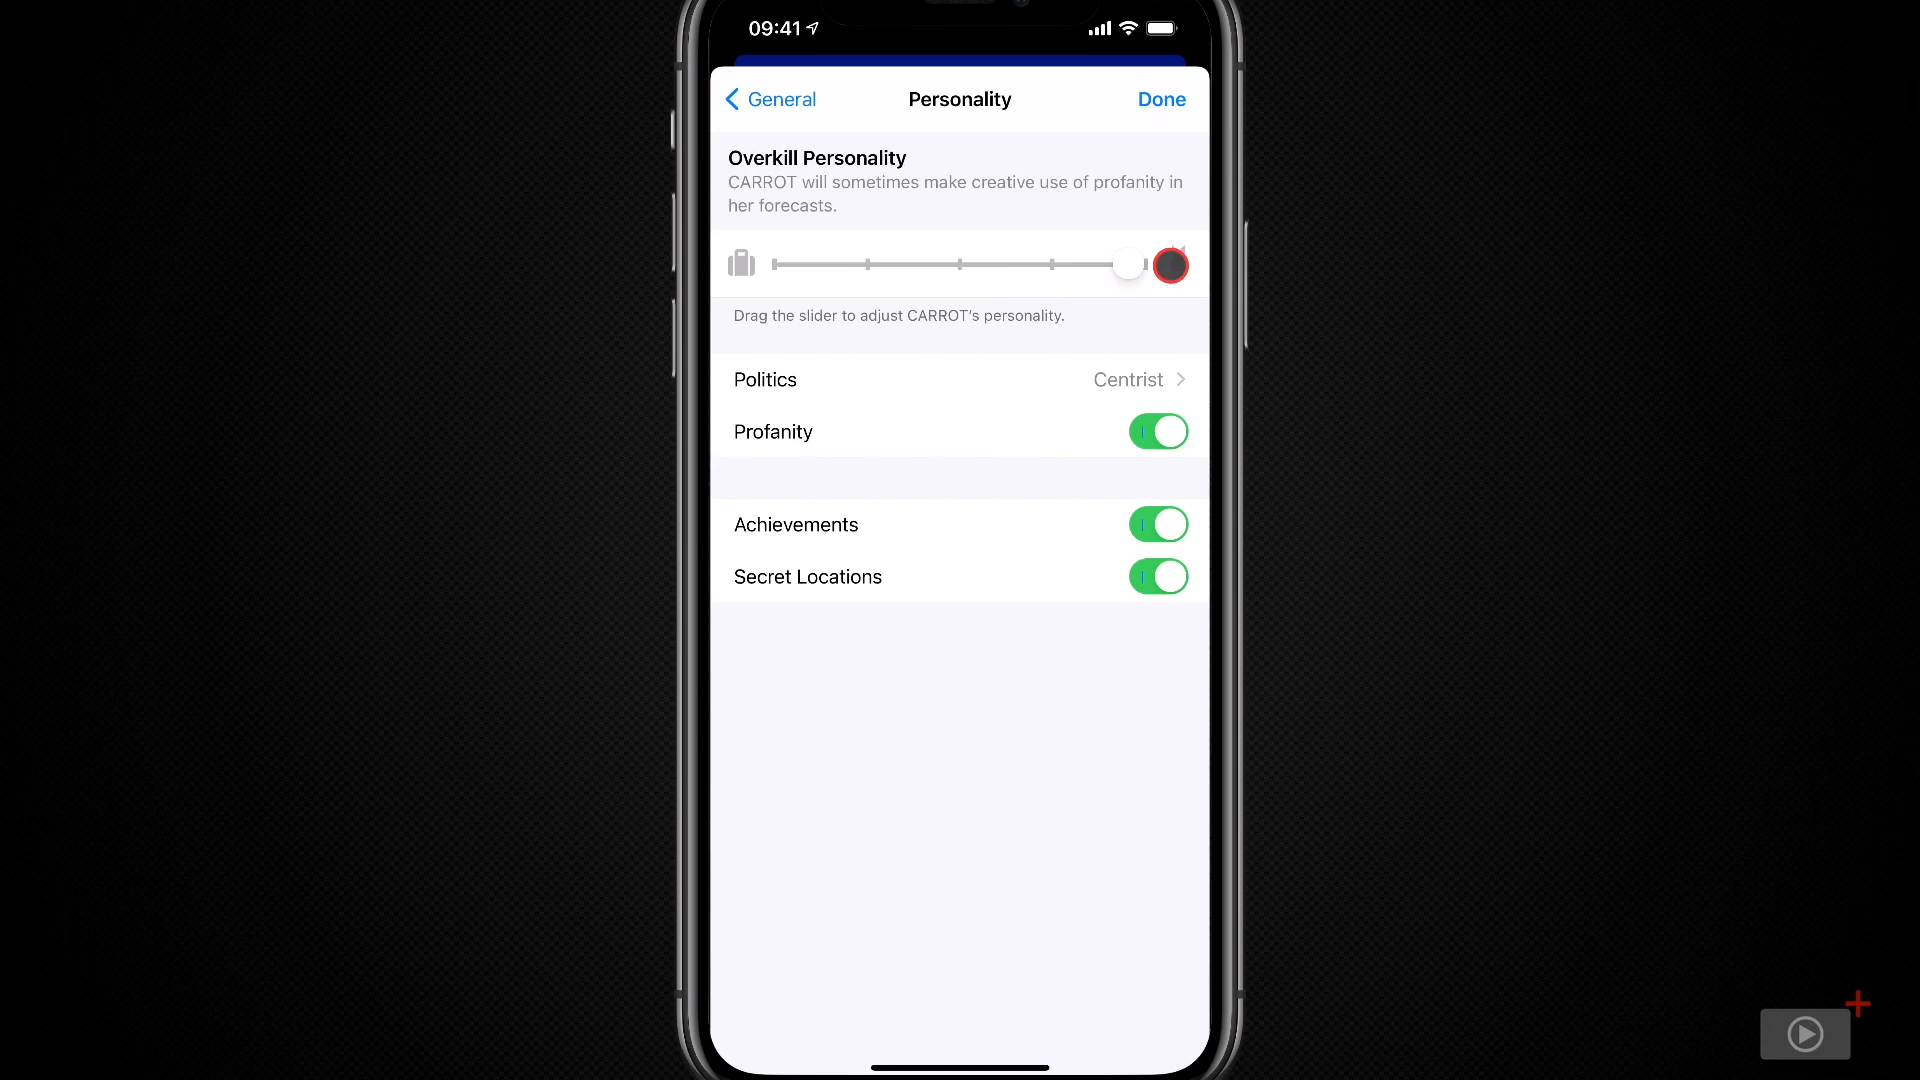 09:41
General
Personality
Done
Overkill Personality
CARROT will sometimes make creative use of profanity in
her forecasts.
Drag the slider to adjust CARROT's personality.
Politics
Centrist
Profanity
Achievements
Secret Locations